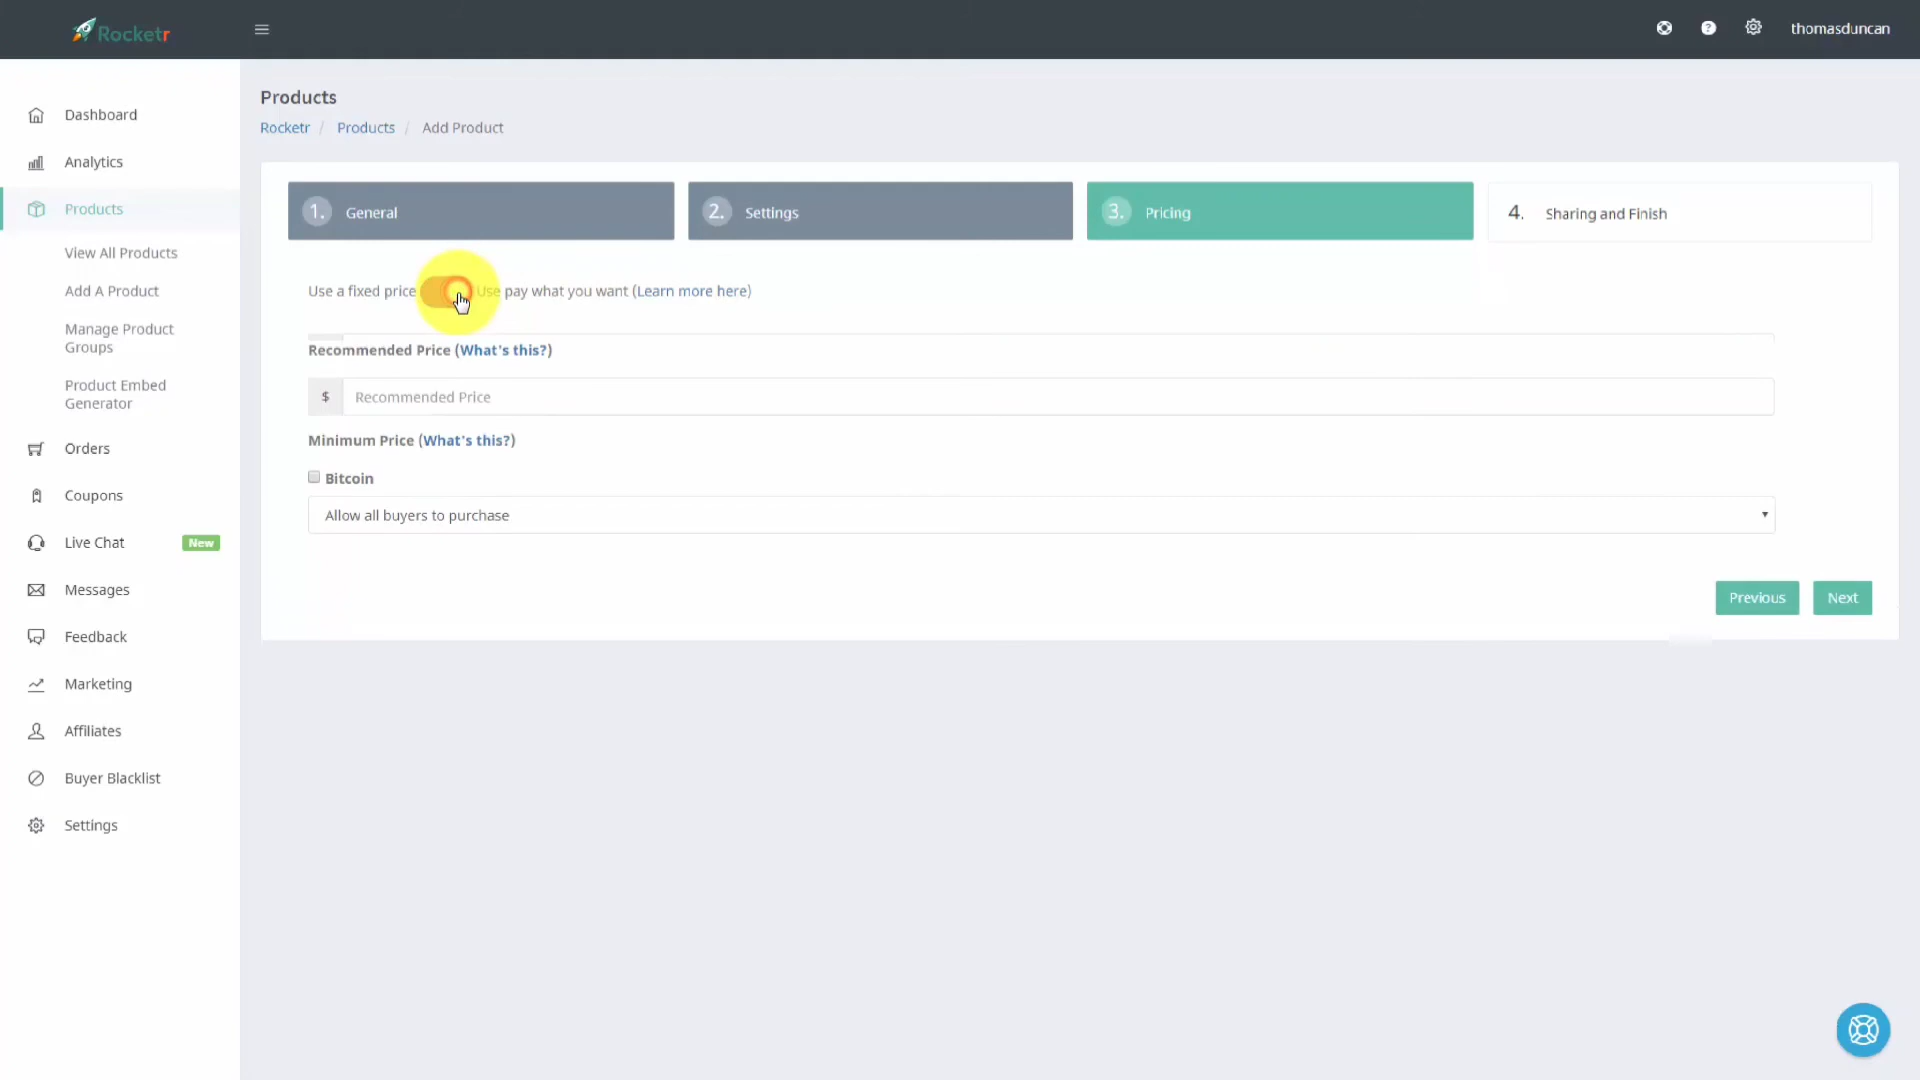 Rocketr
thomasduncan
Dashboard
Analytics
Products
View All Products
Add A Product
Manage Product
Groups
Product Embed
Generator
Orders
Coupons
Live Chat New
Messages
Feedback
Marketing
Affiliates
Buyer Blacklist
Settings
Products
Rocketr / Products / Add Product
1. General
2. Settings
3. Pricing
4. Sharing and Finish
Use a fixed price Use pay what you want (Learn more here)
Recommended Price (What's this?)
$ Recommended Price
Minimum Price (What's this?)
Bitcoin
Allow all buyers to purchase
Previous Next